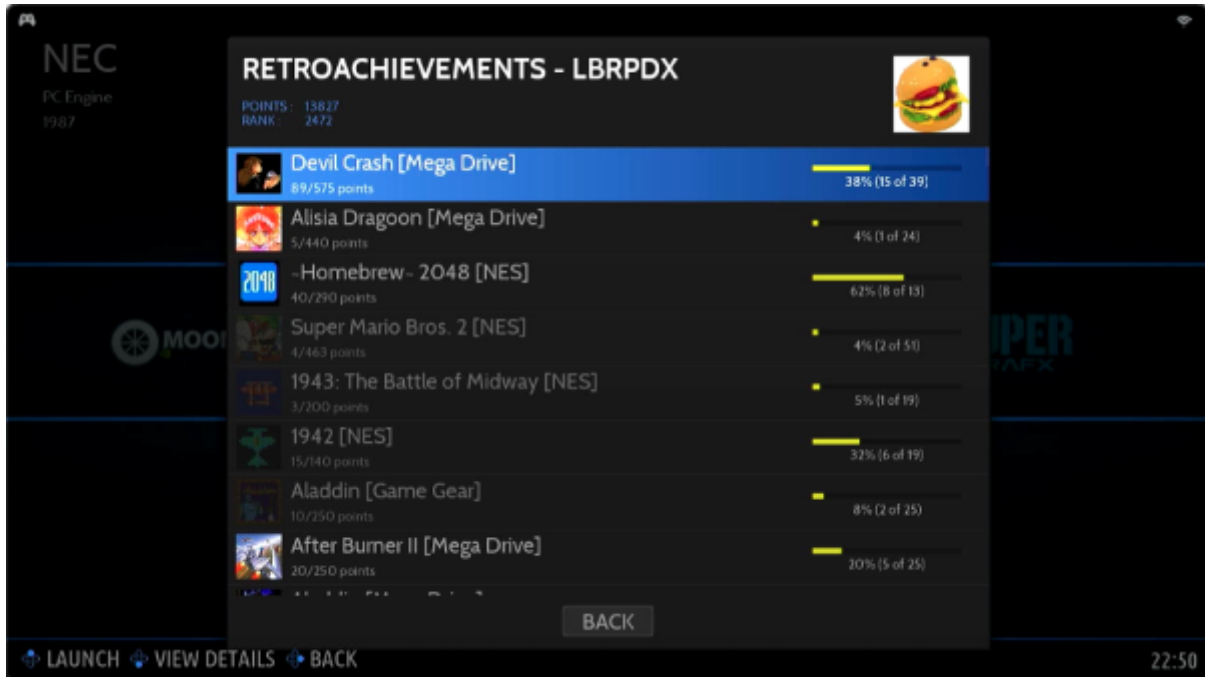 NEC
PC Engine
1987
RETROACHIEVEMENTS - LBRPDX
POINTS : 13827
RANK : 2472
Devil Crash [Mega Drive]
89/575 points
38% (15 of 39)
Alisia Dragoon [Mega Drive]
5/440 points
4% (1 of 24)
2048
~Homebrew~ 2048 [NES]
40/290 points
62% (8 of 13)
Super Mario Bros. 2 [NES]
4/463 points
4% (2 of 51)
MOO
1943: The Battle of Midway [NES]
3/200 points
5% (1 of 19)
1942 [NES]
15/140 points
32% (6 of 19)
Aladdin [Game Gear]
10/250 points
8% (2 of 25)
After Burner II [Mega Drive]
20/250 points
20% (5 of 25)
BACK
LAUNCH VIEW DETAILS BACK
22:50